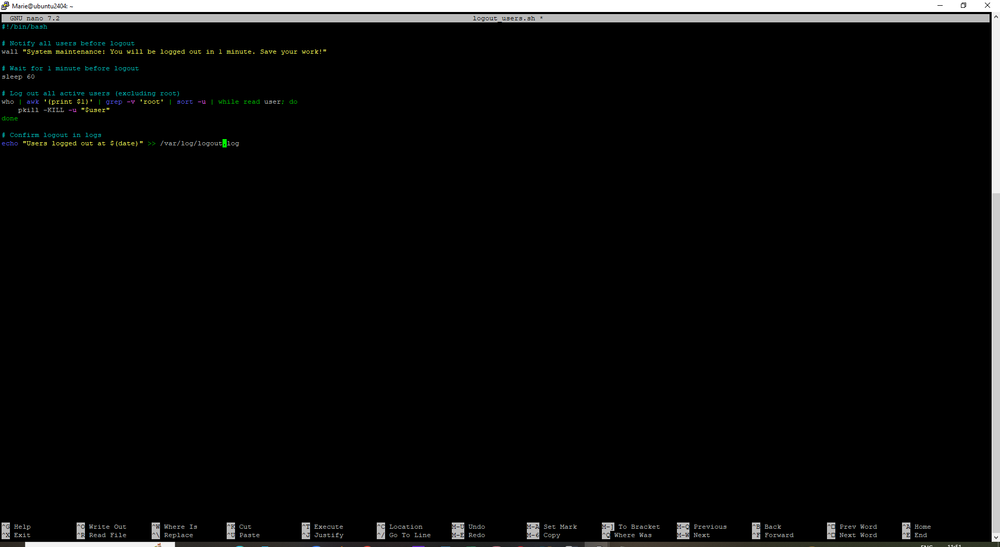 Marie@ubuntu2404: ~
GNU nano 7.2 logout_users.sh *
#!/bin/bash
# Notify all users before logout
wall "System maintenance: You will be logged out in 1 minute. Save your work!"
# Wait for 1 minute before logout
sleep 60
# Log out all active users (excluding root)
who | awk '{print $1}' | grep -v 'root' | sort -u | while read user; do
    pkill -KILL -u "$user"
done
# Confirm logout in logs
echo "Users logged out at $(date)" >> /var/log/logout.log
^G Help ^O Write Out ^W Where Is ^K Cut ^T Execute ^C Location M-U Undo M-A Set Mark M-] To Bracket M-Q Previous ^B Back ^□ Prev Word ^A Home
^X Exit ^R Read File ^\ Replace ^U Paste ^J Justify ^/ Go To Line M-E Redo M-6 Copy ^Q Where Was M-W Next ^F Forward ^□ Next Word ^E End
ENG 11:51